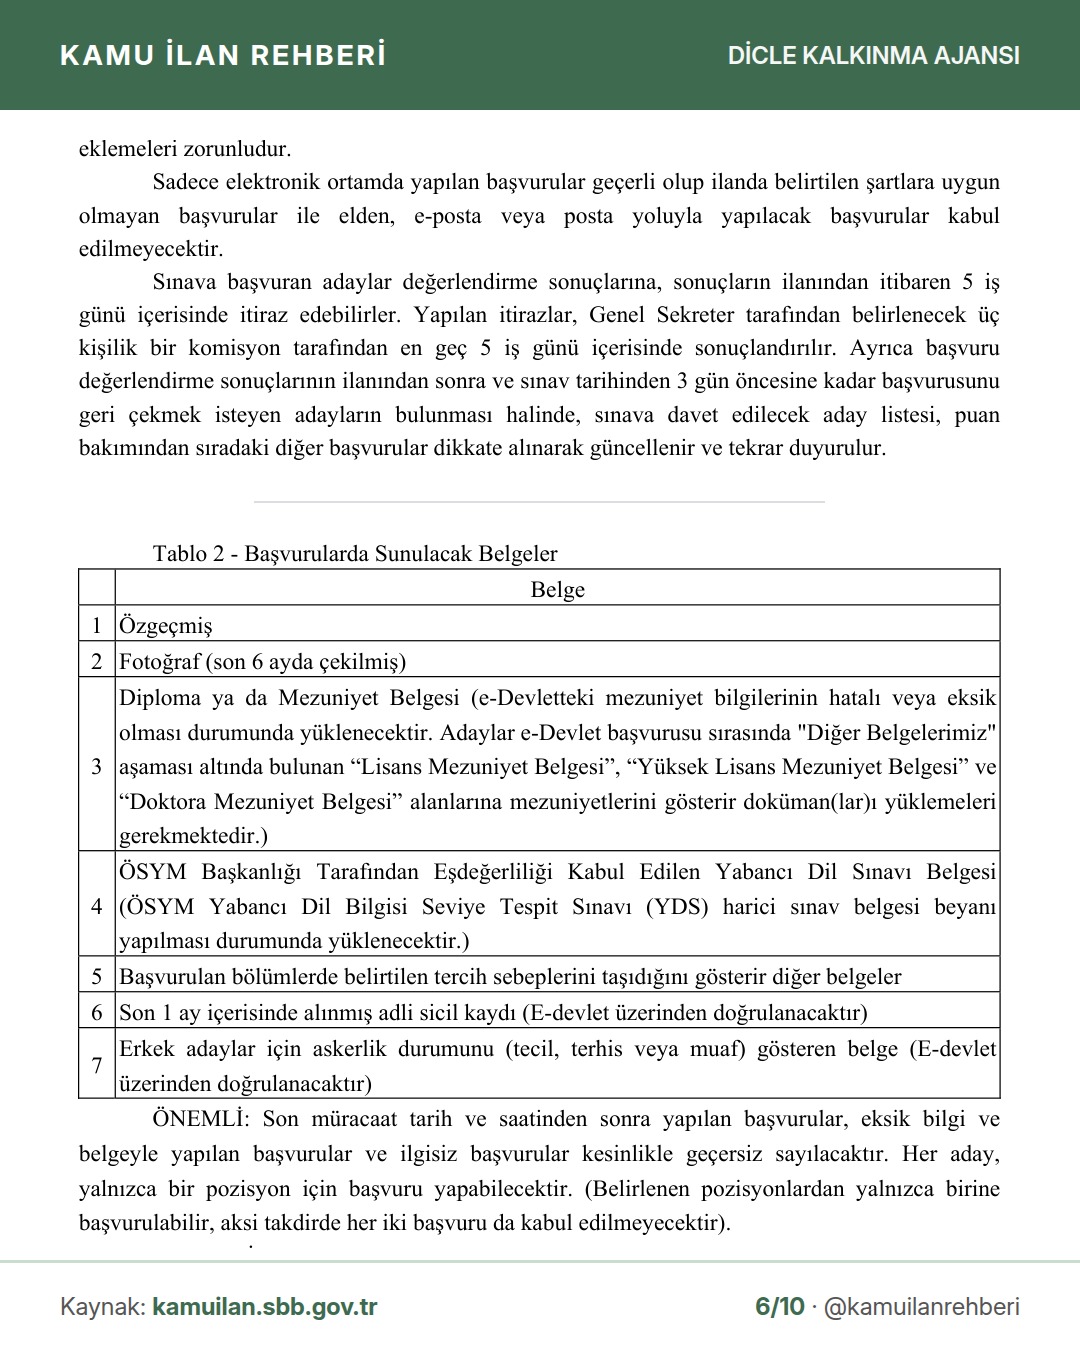 KAMU İLAN REHBERİ
DİCLE KALKINMA AJANSI
eklemeleri zorunludur.
Sadece elektronik ortamda yapılan başvurular geçerli olup ilanda belirtilen şartlara uygun
olmayan başvurular ile elden, e-posta veya posta yoluyla yapılacak başvurular kabul
edilmeyecektir.
Sınava başvuran adaylar değerlendirme sonuçlarına, sonuçların ilanından itibaren 5 iş
günü içerisinde itiraz edebilirler. Yapılan itirazlar, Genel Sekreter tarafından belirlenecek üç
kişilik bir komisyon tarafından en geç 5 iş günü içerisinde sonuçlandırılır. Ayrıca başvuru
değerlendirme sonuçlarının ilanından sonra ve sınav tarihinden 3 gün öncesine kadar başvurusunu
geri çekmek isteyen adayların bulunması halinde, sınava davet edilecek aday listesi, puan
bakımından sıradaki diğer başvurular dikkate alınarak güncellenir ve tekrar duyurulur.
Tablo 2 - Başvurularda Sunulacak Belgeler
Belge
1 Özgeçmiş
2 Fotoğraf (son 6 ayda çekilmiş)
Diploma ya da Mezuniyet Belgesi (e-Devletteki mezuniyet bilgilerinin hatalı veya eksik
olması durumunda yüklenecektir. Adaylar e-Devlet başvurusu sırasında "Diğer Belgelerimiz"
3 aşaması altında bulunan “Lisans Mezuniyet Belgesi”, “Yüksek Lisans Mezuniyet Belgesi” ve
“Doktora Mezuniyet Belgesi” alanlarına mezuniyetlerini gösterir doküman(lar)ı yüklemeleri
gerekmektedir.)
ÖSYM Başkanlığı Tarafından Eşdeğerliliği Kabul Edilen Yabancı Dil Sınavı Belgesi
4 (ÖSYM Yabancı Dil Bilgisi Seviye Tespit Sınavı (YDS) harici sınav belgesi beyanı
yapılması durumunda yüklenecektir.)
5 Başvurulan bölümlerde belirtilen tercih sebeplerini taşıdığını gösterir diğer belgeler
6 Son 1 ay içerisinde alınmış adli sicil kaydı (E-devlet üzerinden doğrulanacaktır)
7 Erkek adaylar için askerlik durumunu (tecil, terhis veya muaf) gösteren belge (E-devlet
üzerinden doğrulanacaktır)
ÖNEMLİ: Son müracaat tarih ve saatinden sonra yapılan başvurular, eksik bilgi ve
belgeyle yapılan başvurular ve ilgisiz başvurular kesinlikle geçersiz sayılacaktır. Her aday,
yalnızca bir pozisyon için başvuru yapabilecektir. (Belirlenen pozisyonlardan yalnızca birine
başvurulabilir, aksi takdirde her iki başvuru da kabul edilmeyecektir).
.
Kaynak: kamuilan.sbb.gov.tr
6/10 · @kamuilanrehberi